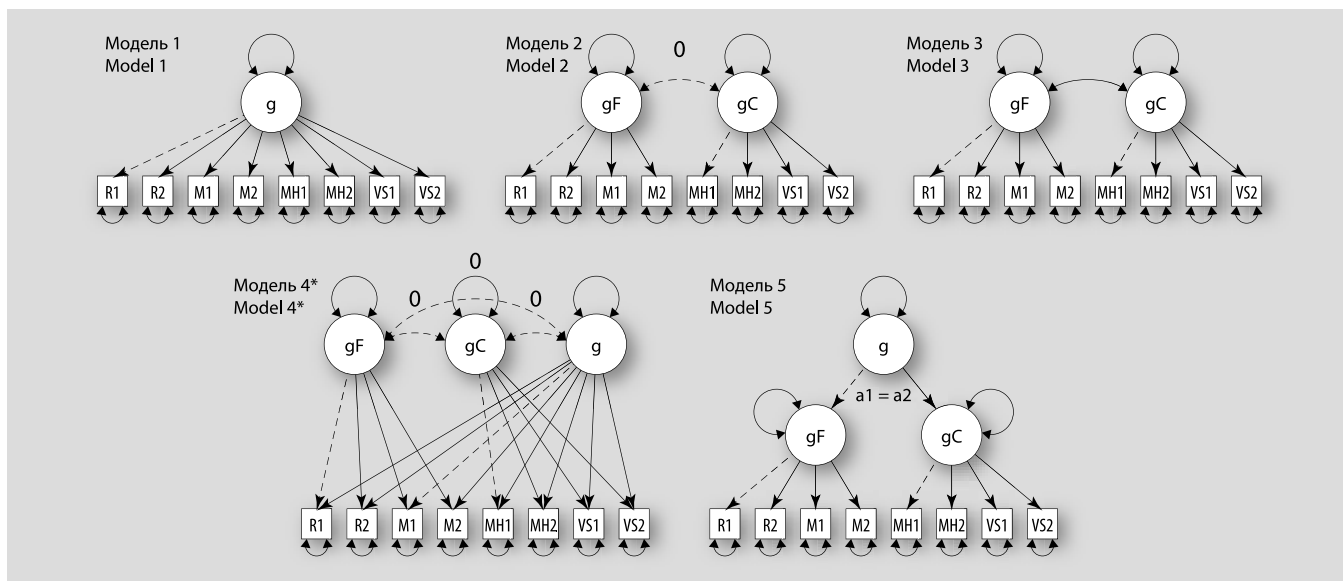 Модель 1
Model 1
g
R1 R2 M1 M2 MH1 MH2 VS1 VS2
Модель 2
Model 2
0
gF gC
R1 R2 M1 M2 MH1 MH2 VS1 VS2
Модель 3
Model 3
gF gC
R1 R2 M1 M2 MH1 MH2 VS1 VS2
Модель 4*
Model 4*
0
0 0
gF gC g
R1 R2 M1 M2 MH1 MH2 VS1 VS2
Модель 5
Model 5
g
a1 = a2
gF gC
R1 R2 M1 M2 MH1 MH2 VS1 VS2